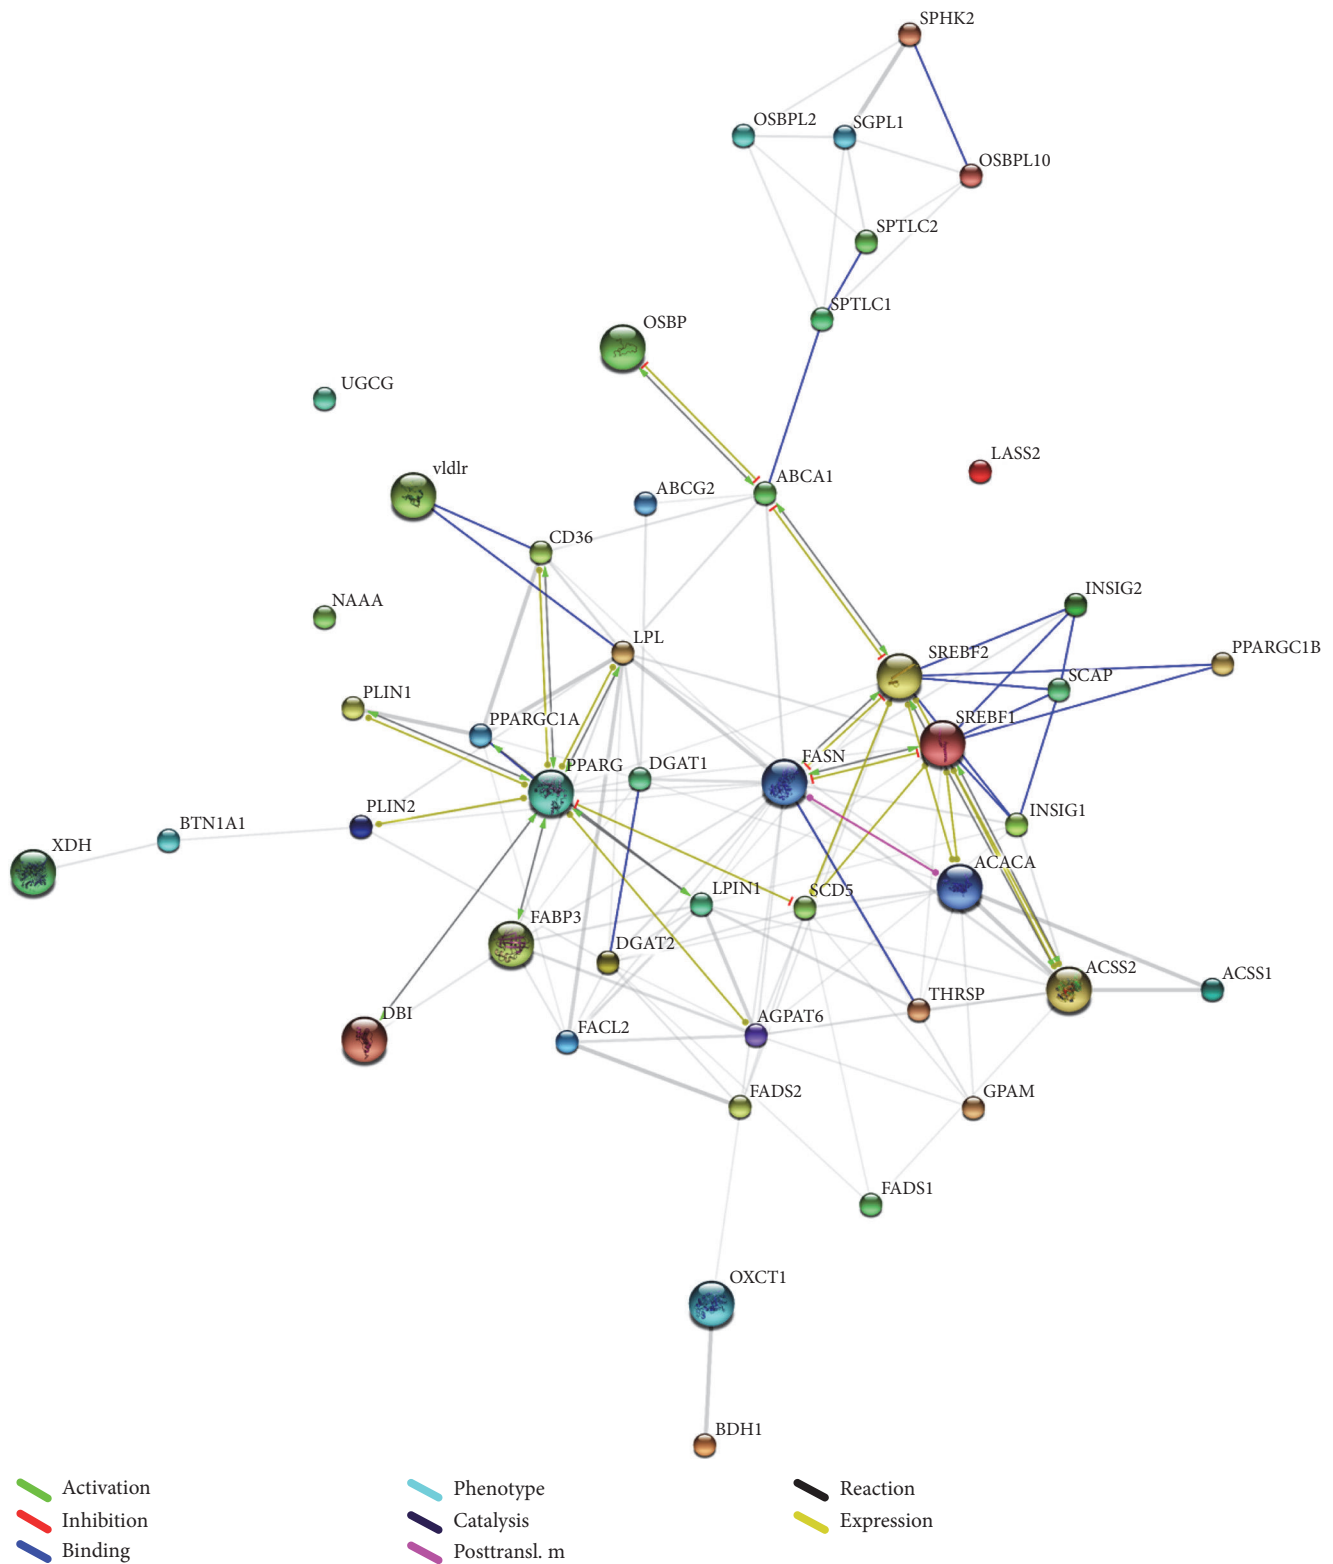 SPHK2
OSBPL2
SGPL1
OSBPL10
SPTLC2
SPTLC1
OSBP
UGCG
LASS2
vldlr
ABCG2
ABCA1
CD36
NAAA
INSIG2
LPL
SREBF2
PPARGC1B
SCAP
PLIN1
PPARGC1A
SREBF1
PPARG
DGAT1
FASN
PLIN2
INSIG1
BTN1A1
XDH
ACACA
LPIN1
SCD5
FABP3
DGAT2
ACSS2
ACSS1
THRSP
DBI
FACL2
AGPAT6
FADS2
GPAM
FADS1
OXCT1
BDH1
Activation
Phenotype
Reaction
Inhibition
Catalysis
Expression
Binding
Posttransl. m